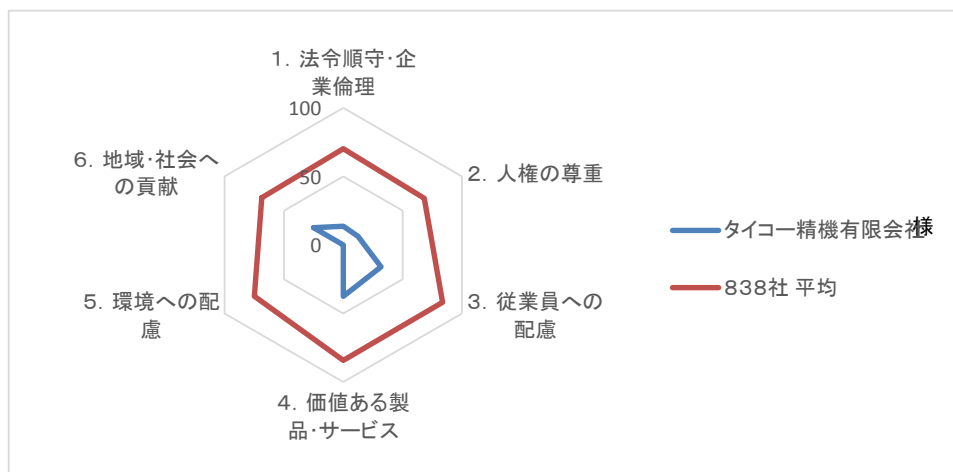 1．法令順守・企
業倫理
100
6．地域・社会へ
の貢献
50
2．人権の尊重
0
タイコー精機有限会社様
838社 平均
5．環境への配
慮
3．従業員への
配慮
4．価値ある製
品・サービス